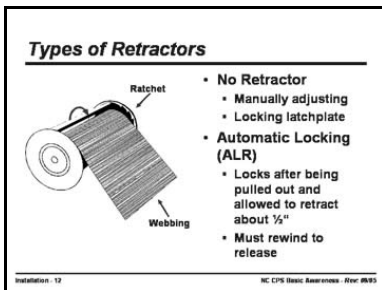 Types of Retractors
Ratchet
Webbing
▪ No Retractor
▪ Manually adjusting
▪ Locking latchplate
▪ Automatic Locking
(ALR)
▪ Locks after being
pulled out and
allowed to retract
about ½“
▪ Must rewind to
release
Installation - 12
NC CPS Basic Awareness - Rev: